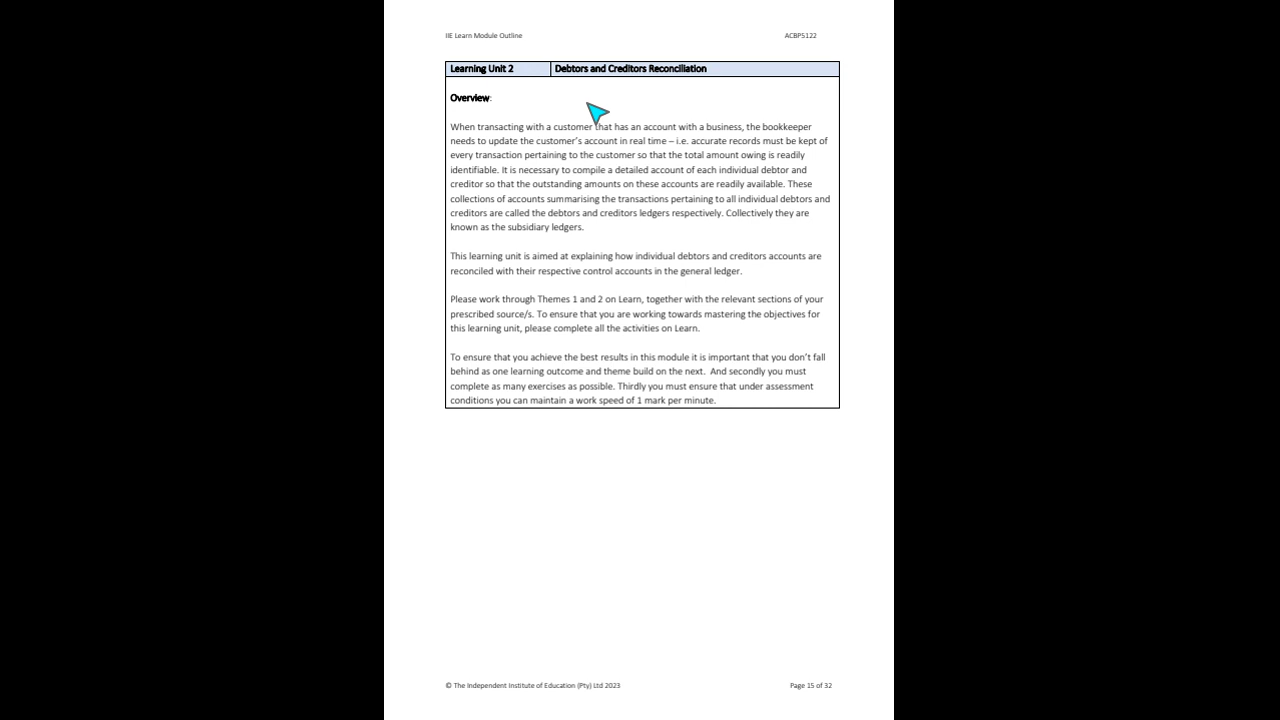 IIE Learn Module Outline ACBP5122
Learning Unit 2 Debtors and Creditors Reconciliation
Overview:
When transacting with a customer that has an account with a business, the bookkeeper
needs to update the customer's account in real time – i.e. accurate records must be kept of
every transaction pertaining to the customer so that the total amount owing is readily
identifiable. It is necessary to compile a detailed account of each individual debtor and
creditor so that the outstanding amounts on these accounts are readily available. These
collections of accounts summarising the transactions pertaining to all individual debtors and
creditors are called the debtors and creditors ledgers respectively. Collectively they are
known as the subsidiary ledgers.
This learning unit is aimed at explaining how individual debtors and creditors accounts are
reconciled with their respective control accounts in the general ledger.
Please work through Themes 1 and 2 on Learn, together with the relevant sections of your
prescribed source/s. To ensure that you are working towards mastering the objectives for
this learning unit, please complete all the activities on Learn.
To ensure that you achieve the best results in this module it is important that you don't fall
behind as one learning outcome and theme build on the next. And secondly you must
complete as many exercises as possible. Thirdly you must ensure that under assessment
conditions you can maintain a work speed of 1 mark per minute.
© The Independent Institute of Education (Pty) Ltd 2023 Page 15 of 32